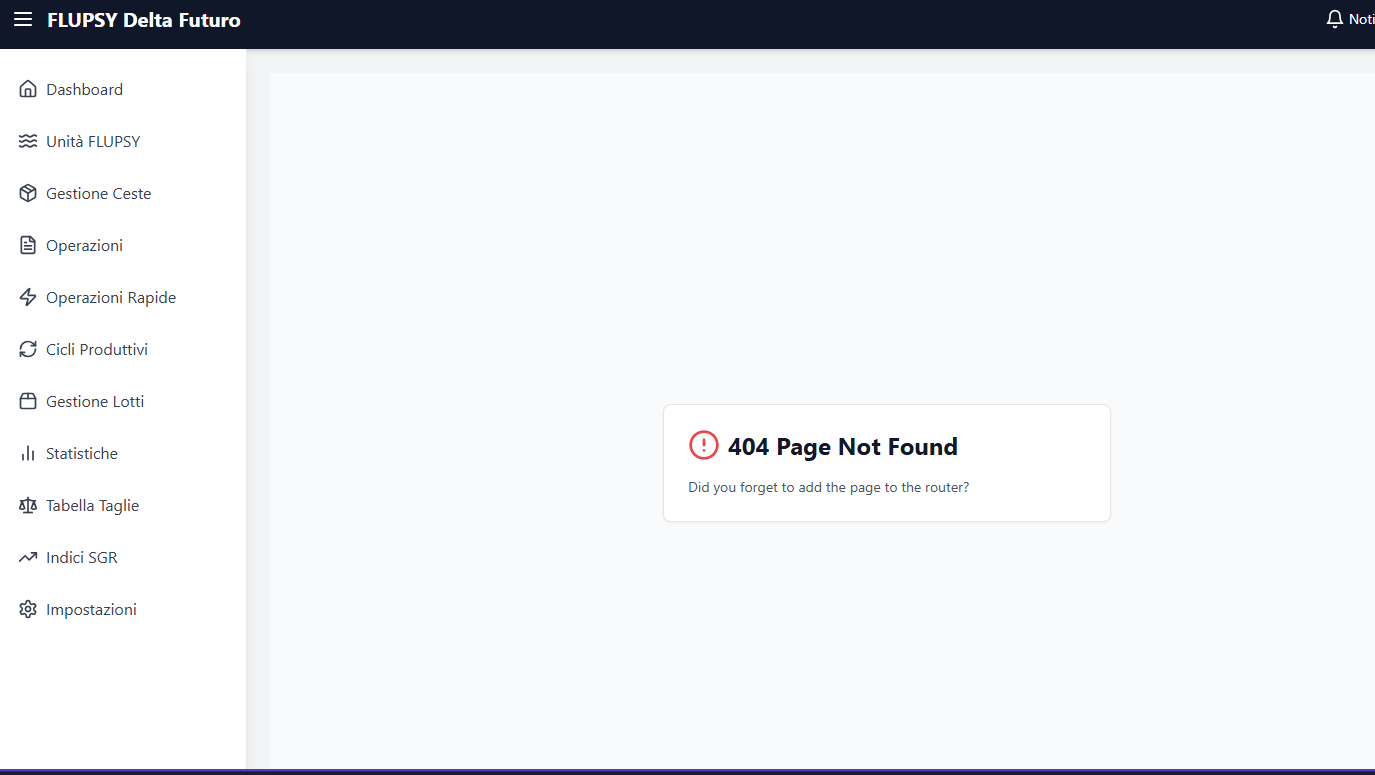 FLUPSY Delta Futuro
Noti
Dashboard
Unità FLUPSY
Gestione Ceste
Operazioni
Operazioni Rapide
Cicli Produttivi
Gestione Lotti
Statistiche
Tabella Taglie
Indici SGR
Impostazioni
404 Page Not Found
Did you forget to add the page to the router?